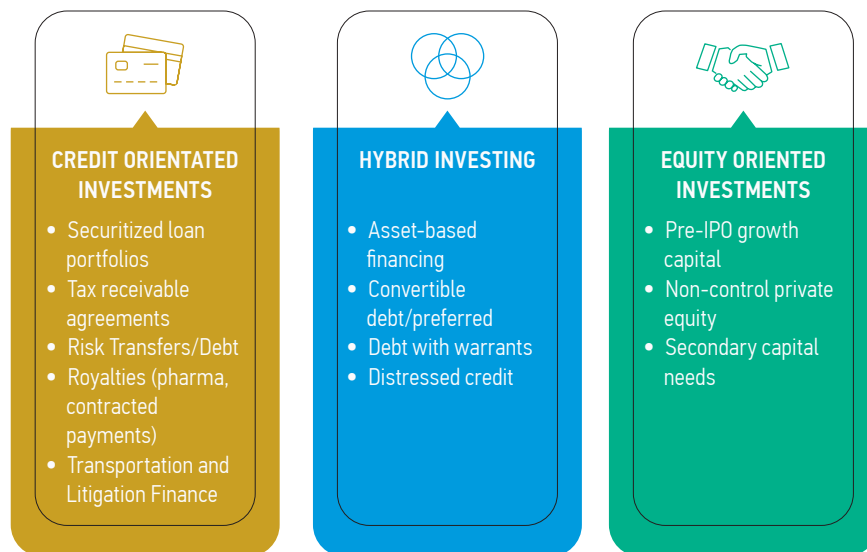 CREDIT ORIENTATED
INVESTMENTS
• Securitized loan
portfolios
• Tax receivable
agreements
• Risk Transfers/Debt
• Royalties (pharma,
contracted
payments)
• Transportation and
Litigation Finance
HYBRID INVESTING
• Asset-based
financing
• Convertible
debt/preferred
• Debt with warrants
• Distressed credit
EQUITY ORIENTED
INVESTMENTS
• Pre-IPO growth
capital
• Non-control private
equity
• Secondary capital
needs